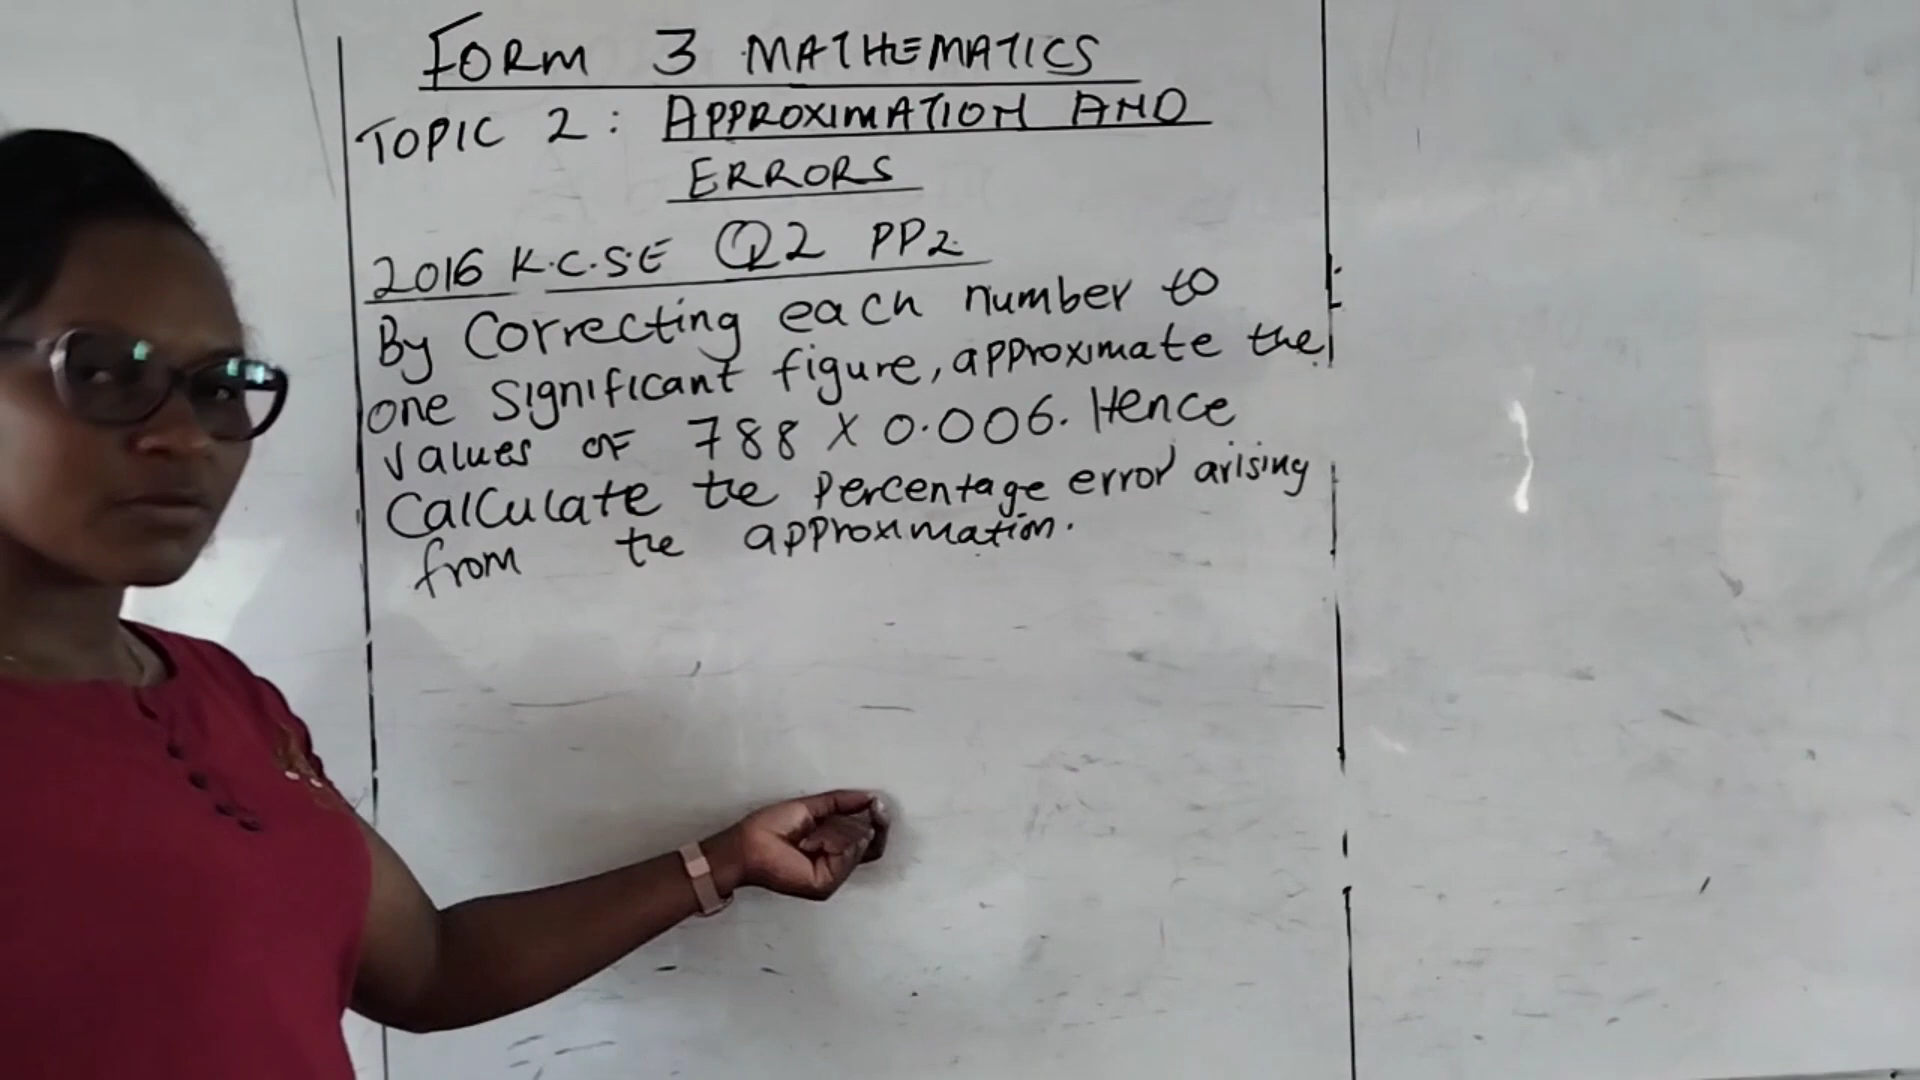 FORM 3 MATHEMATICS
TOPIC 2: APPROXIMATION AND
ERRORS
2016 K.C.S.E Q2 PP2.
By Correcting each number to
one significant figure, approximate the
values of 788 x 0.006. Hence
Calculate the percentage error arising
from the approximation.